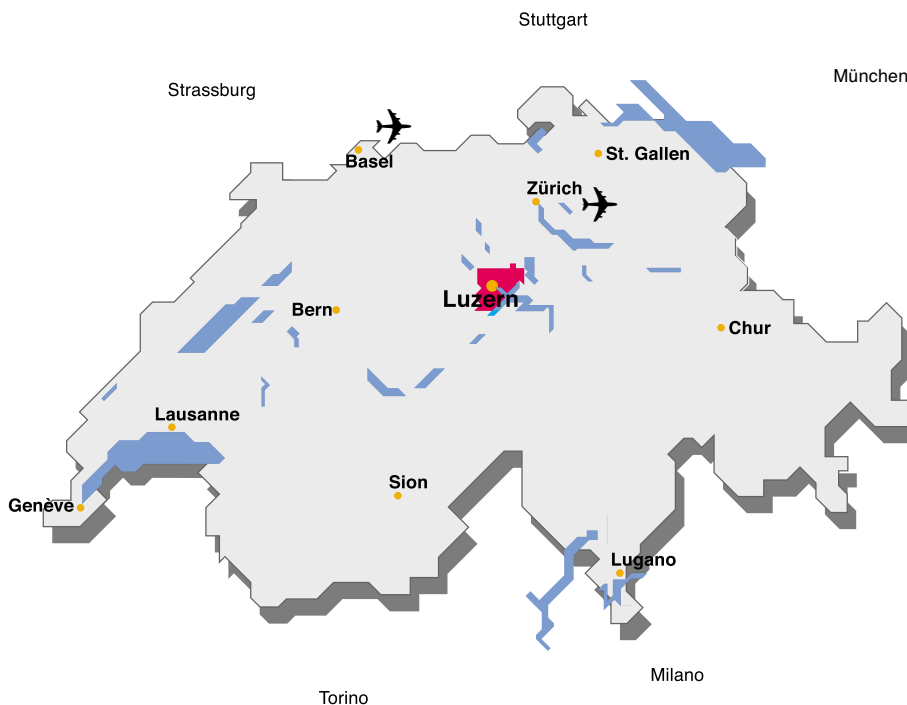 Stuttgart
München
Strassburg
Basel
St. Gallen
Zürich
Luzern
Bern
Chur
Lausanne
Sion
Genève
Lugano
Milano
Torino